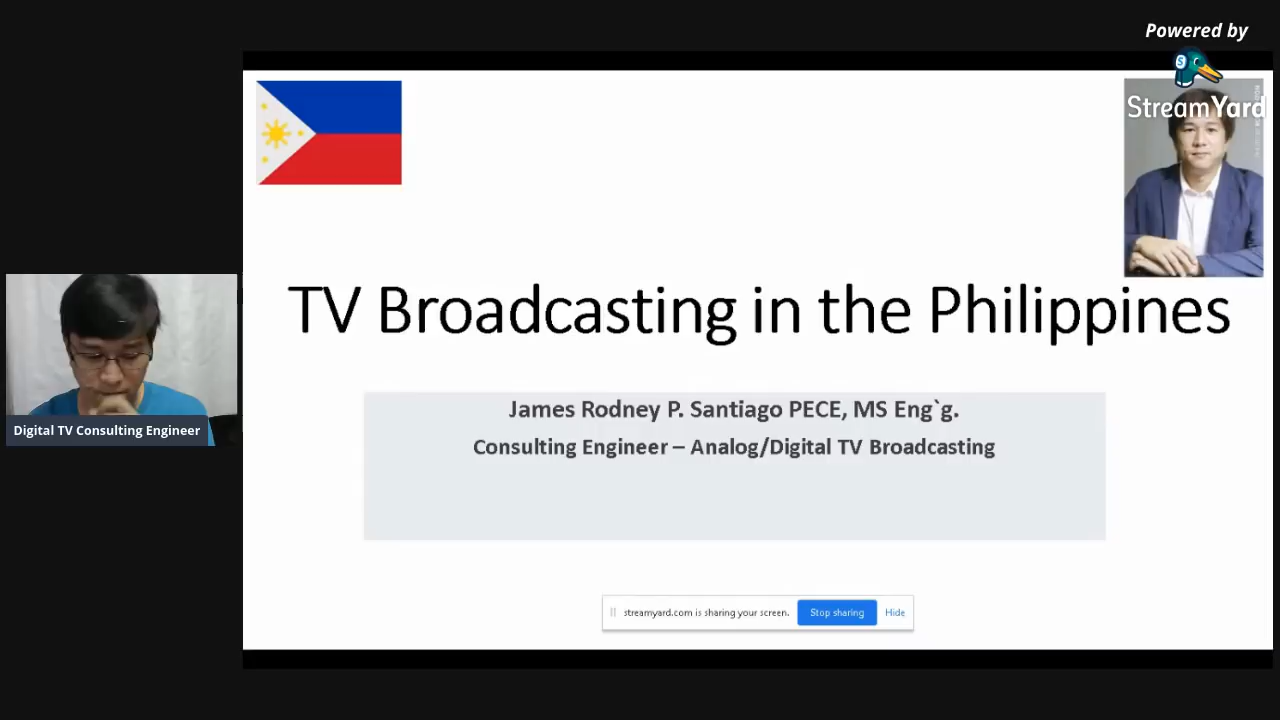 Powered by
StreamYard
TV Broadcasting in the Philippines
James Rodney P. Santiago PECE, MS Eng`g.
Consulting Engineer – Analog/Digital TV Broadcasting
Digital TV Consulting Engineer
streamyard.com is sharing your screen. Stop sharing Hide